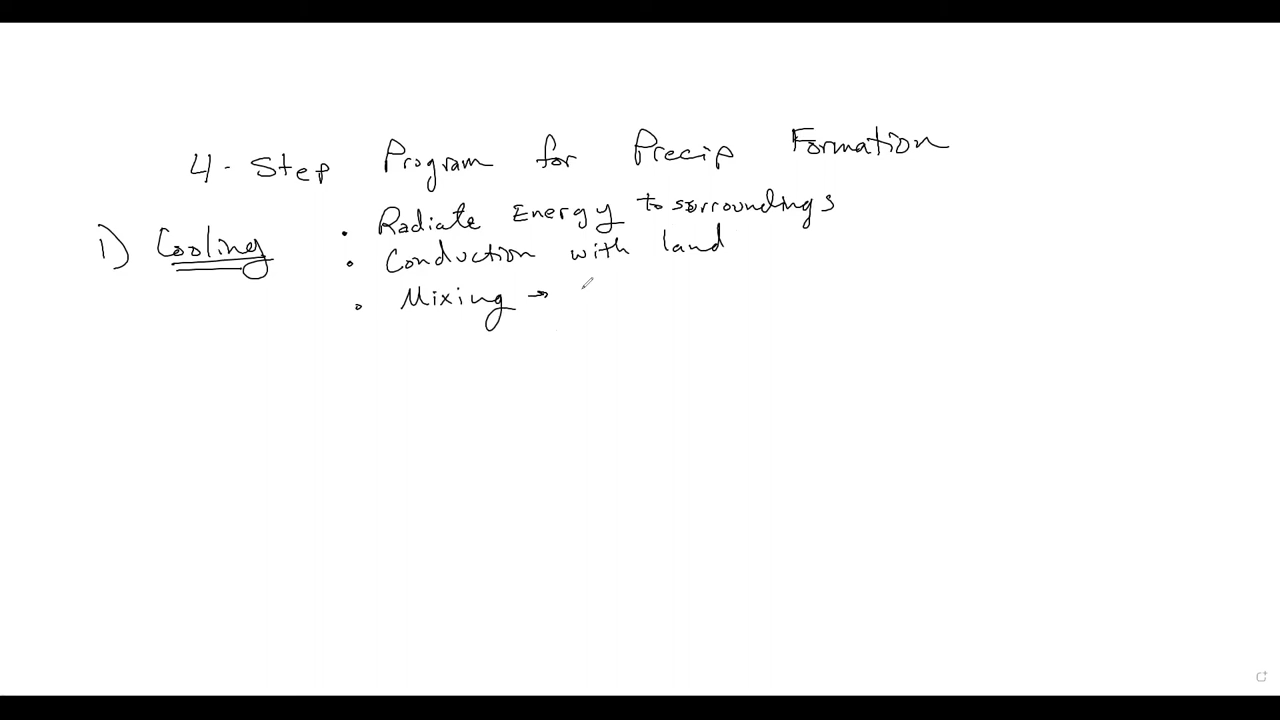 4-Step Program for Precip Formation
1) Cooling
• Radiate Energy to surroundings
• Conduction with land
• Mixing →